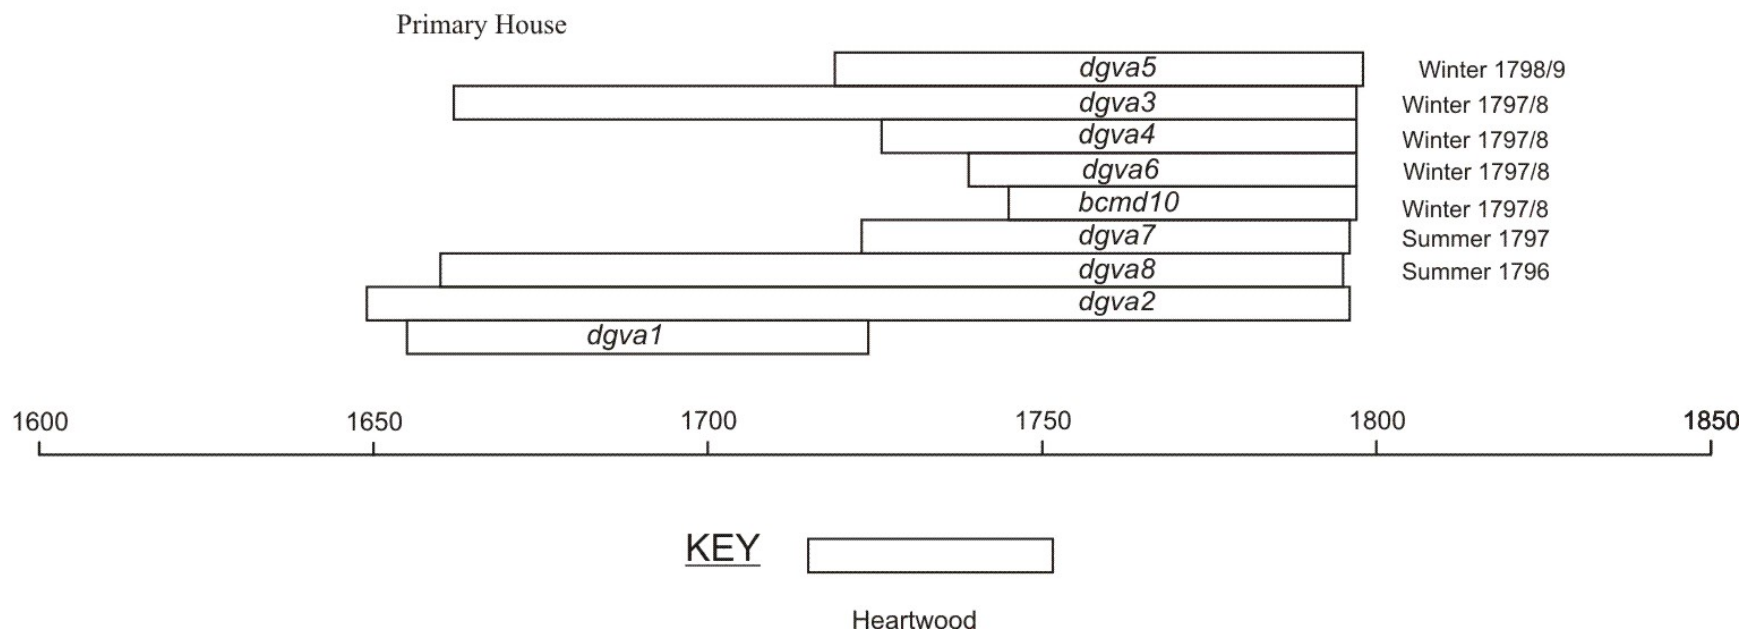 Primary House
dgva5 Winter 1798/9
dgva3 Winter 1797/8
dgva4 Winter 1797/8
dgva6 Winter 1797/8
bcmd10 Winter 1797/8
dgva7 Summer 1797
dgva8 Summer 1796
dgva2
dgva1
1600 1650 1700 1750 1800 1850
KEY
Heartwood